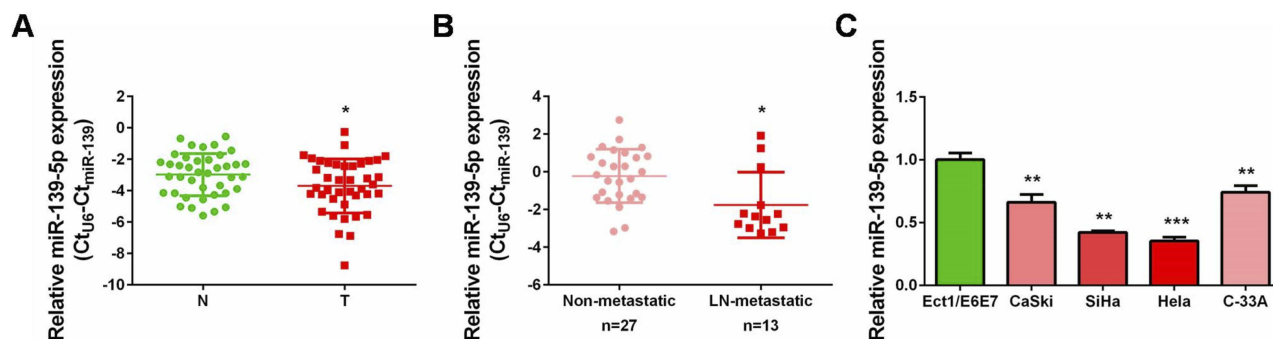 A
Relative miR-139-5p expression
(CtU6-CtmiR-139)
2
0
-2
-4
-6
-8
-10
*
N
T
B
Relative miR-139-5p expression
(CtU6-CtmiR-139)
4
2
0
-2
-4
-6
*
Non-metastatic
LN-metastatic
n=27
n=13
C
Relative miR-139-5p expression
1.5
1.0
0.5
0.0
**
**
***
**
Ect1/E6E7
CaSki
SiHa
Hela
C-33A